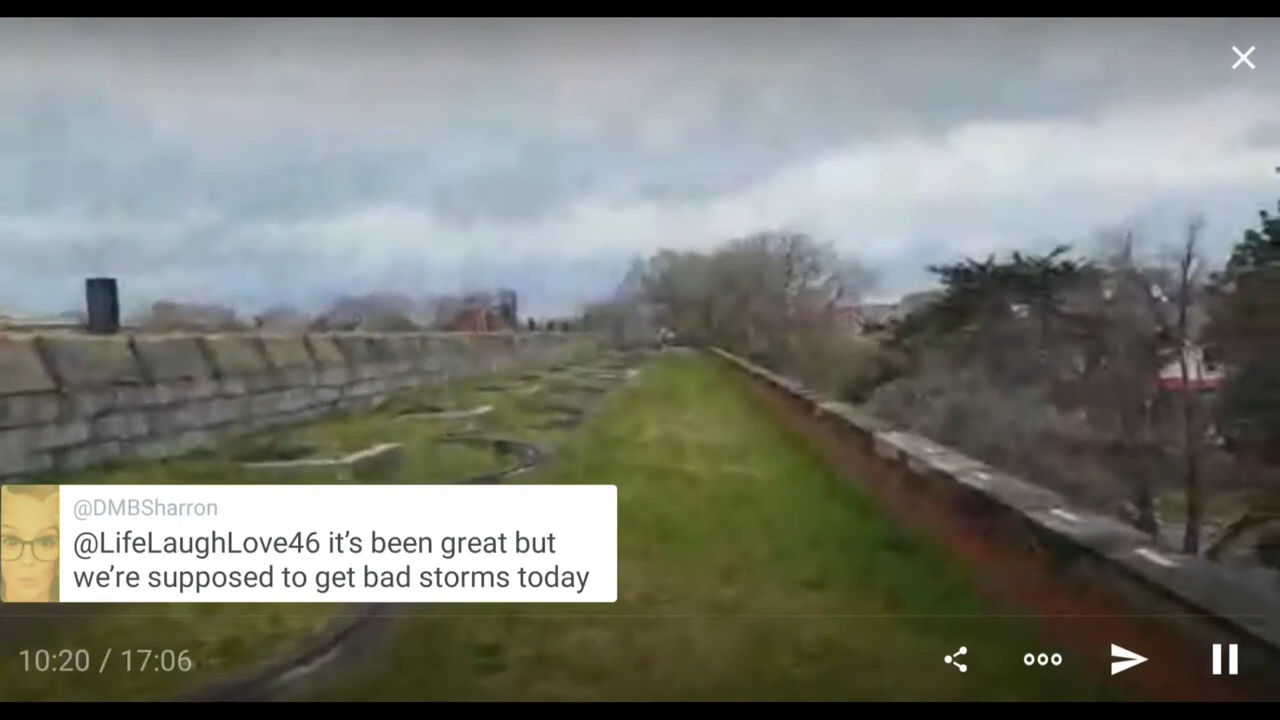 @DMBSharron
@LifeLaughLove46 it’s been great but
we’re supposed to get bad storms today
10:20 / 17:06